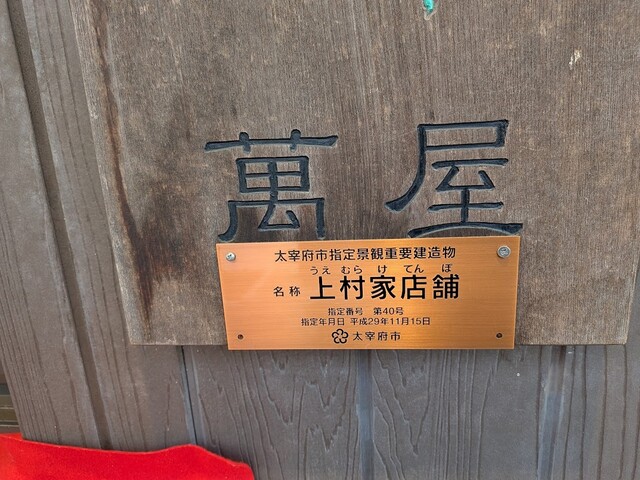 萬屋
太宰府市指定景観重要建造物
うえ むら け てん ぽ
名称 上村家店舗
指定番号 第40号
指定年月日 平成29年11月15日
太宰府市